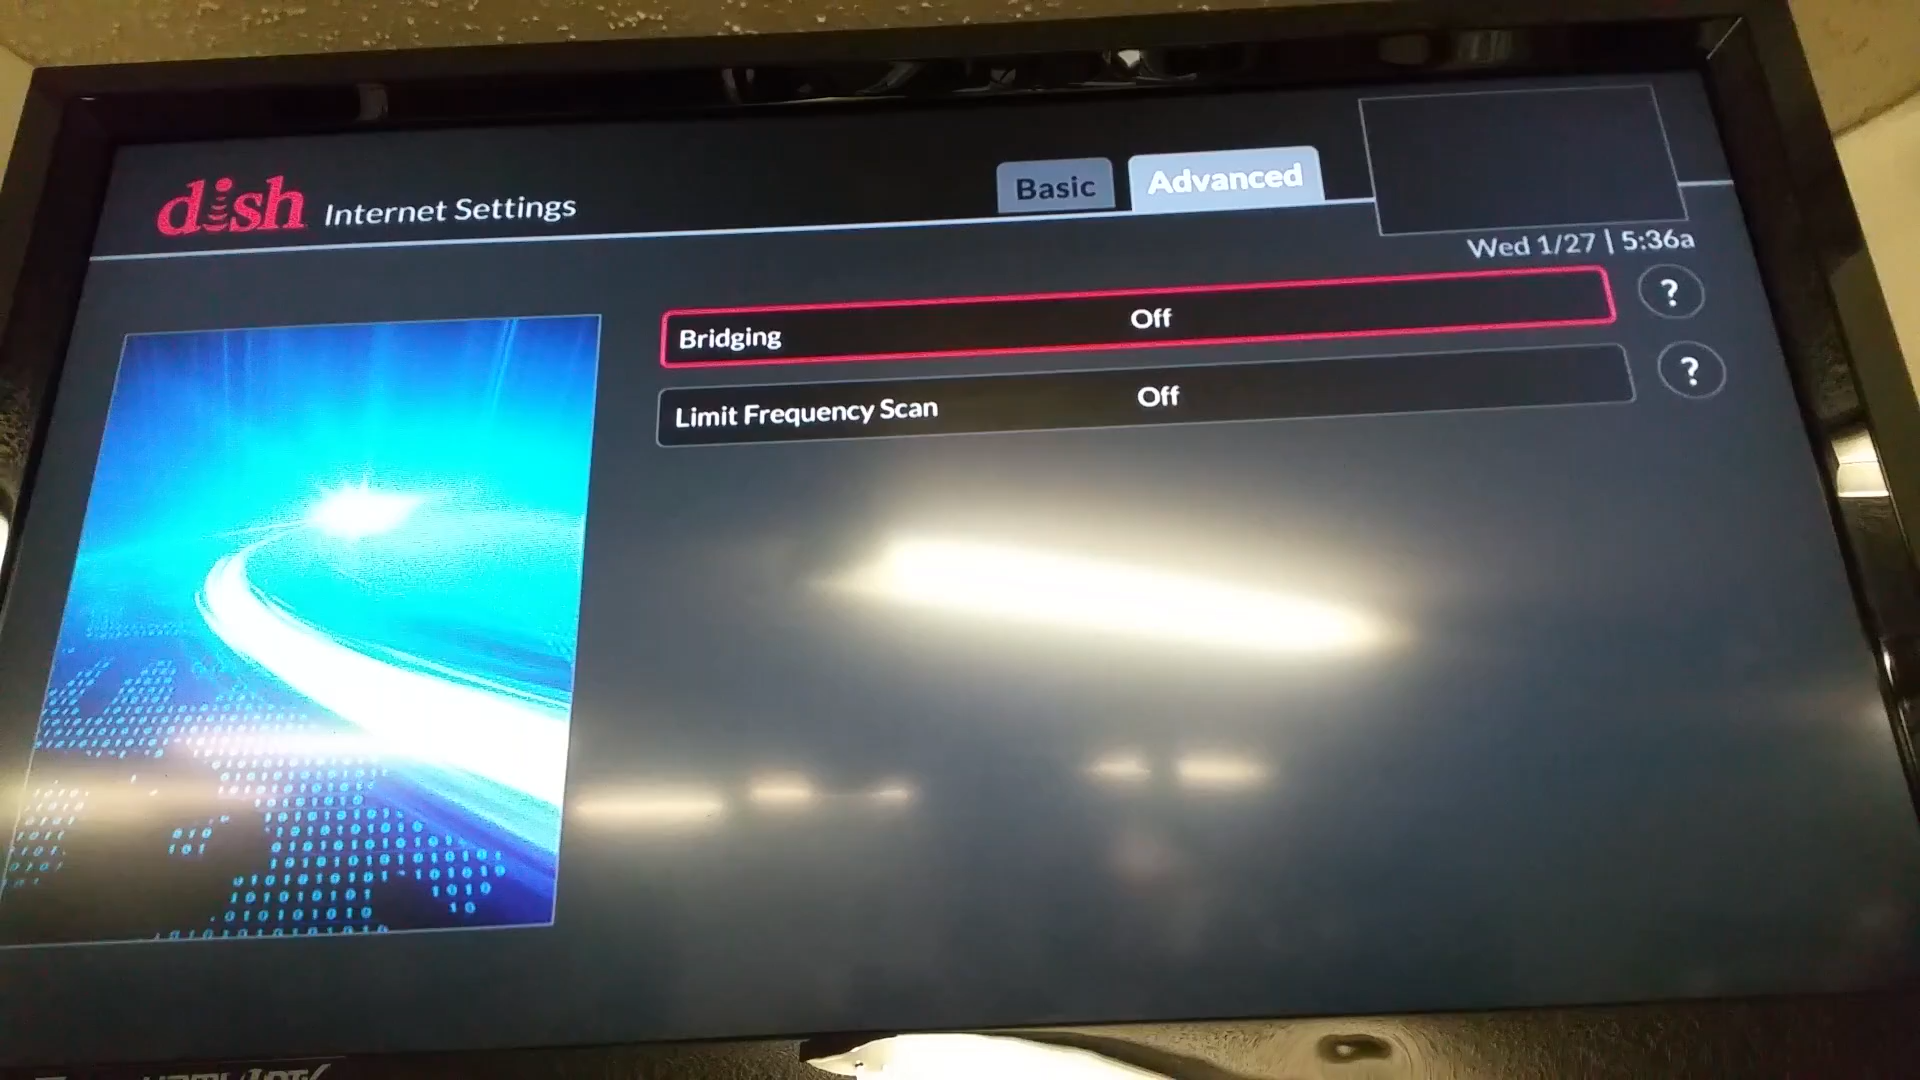 dish Internet Settings
Basic
Advanced
Wed 1/27 | 5:36a
Bridging Off ?
Limit Frequency Scan Off ?